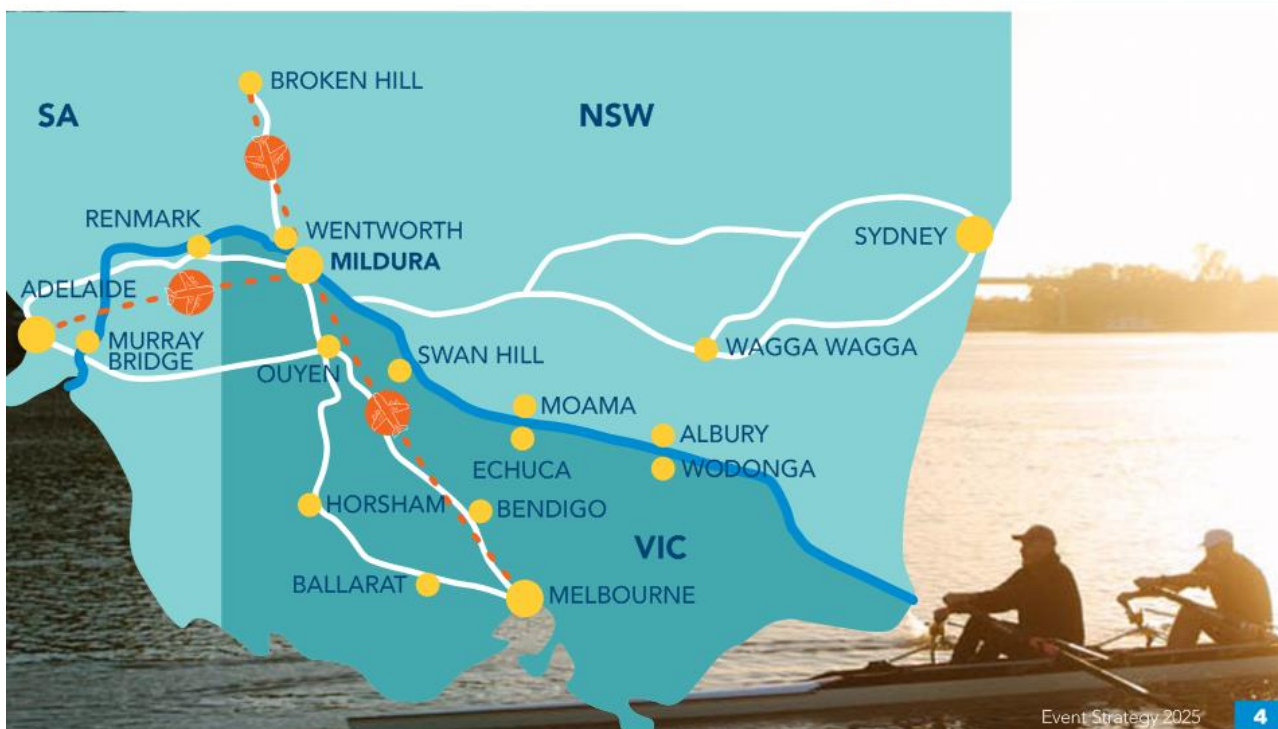 BROKEN HILL
SA
NSW
RENMARK
WENTWORTH
SYDNEY
MILDURA
ADELAIDE
MURRAY
BRIDGE
WAGGA WAGGA
OUYEN
SWAN HILL
MOAMA
ALBURY
ECHUCA
WODONGA
HORSHAM
BENDIGO
VIC
BALLARAT
MELBOURNE
Event Strategy 2025
4